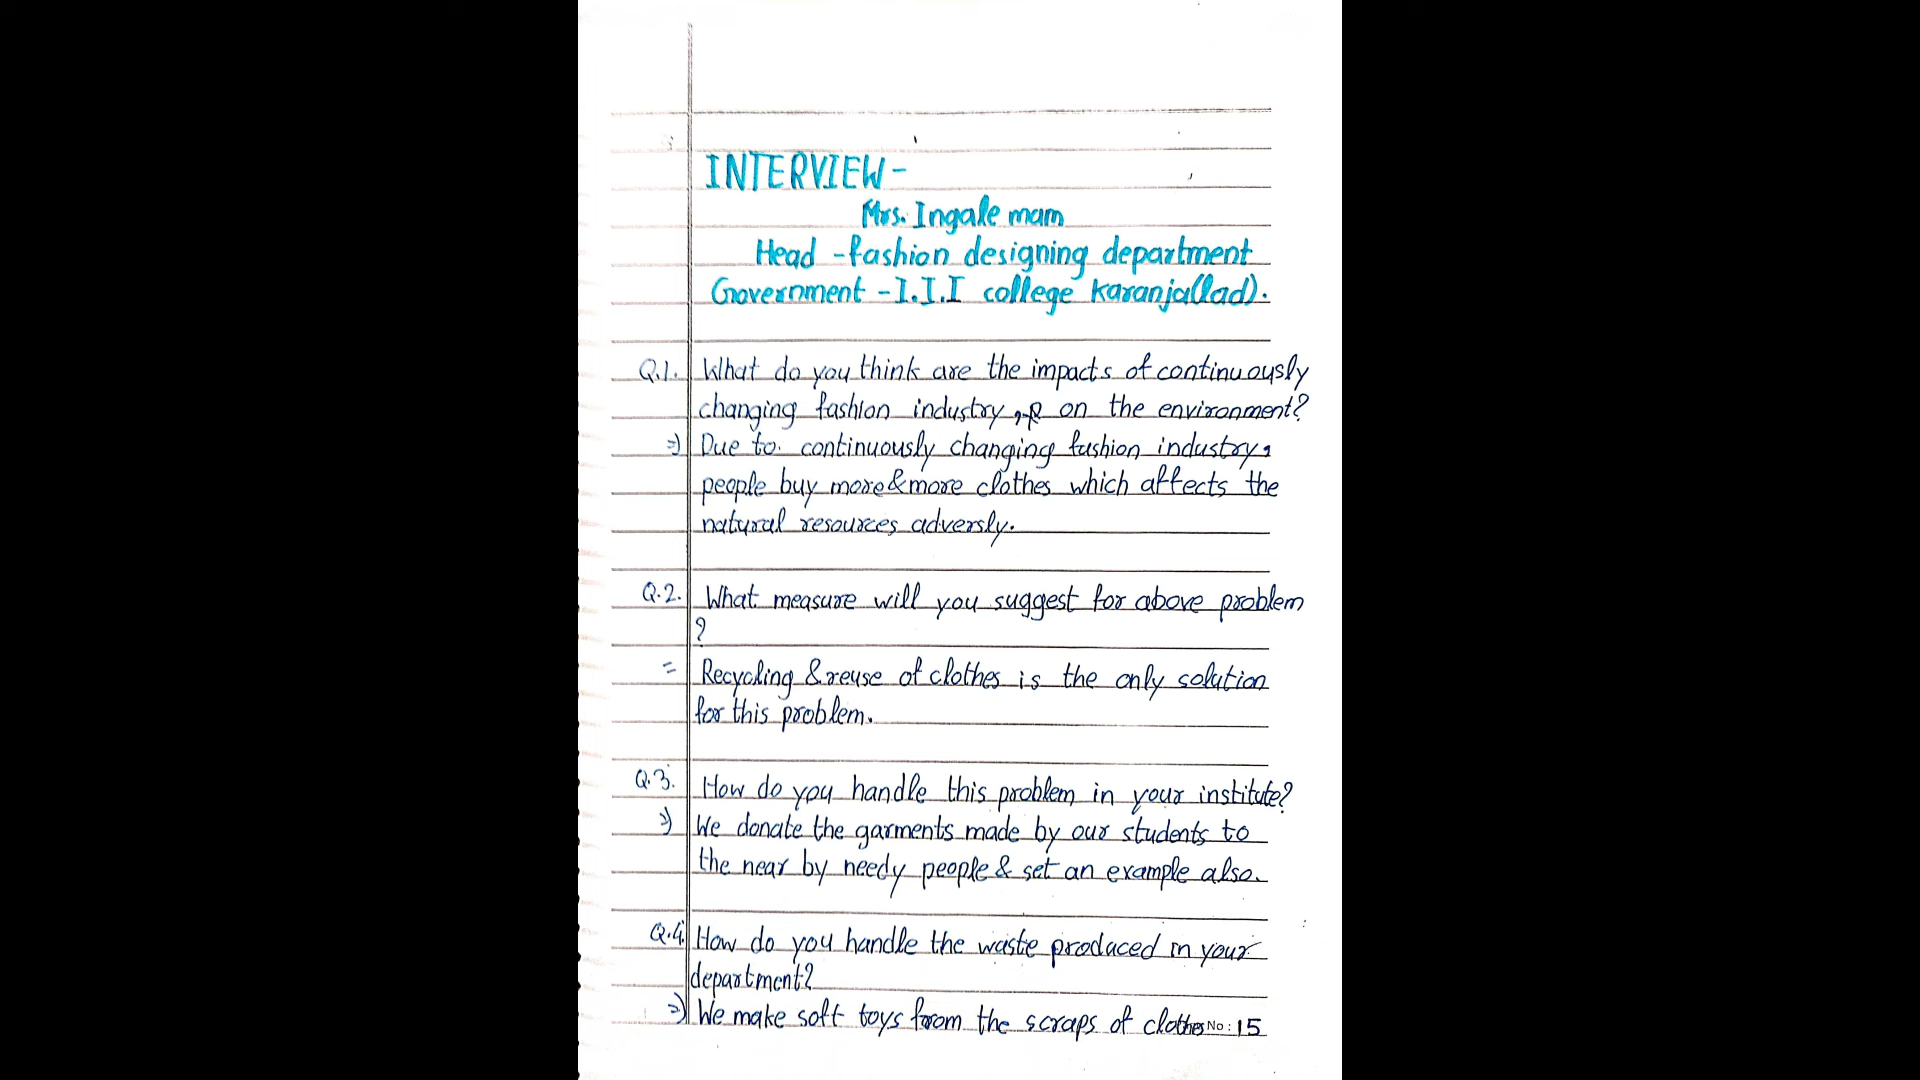 INTERVIEW-
Mrs. Ingale mam
Head -fashion designing department
Government -I.I.I college karanja(lad).
Q.1. What do you think are the impacts of continuously
changing fashion industry, on the environment?
=) Due to continuously changing fashion industry,
people buy more&more clothes which affects the
natural resources adversly.
Q.2. What measure will you suggest for above problem
?
= Recycling &reuse of clothes is the only solution
for this problem.
Q.3. How do you handle this problem in your institute?
=) We donate the garments made by our students to
the near by needy people & set an example also.
Q.4. How do you handle the waste produced in your
department?
=) We make soft toys from the scraps of clothes No: 15